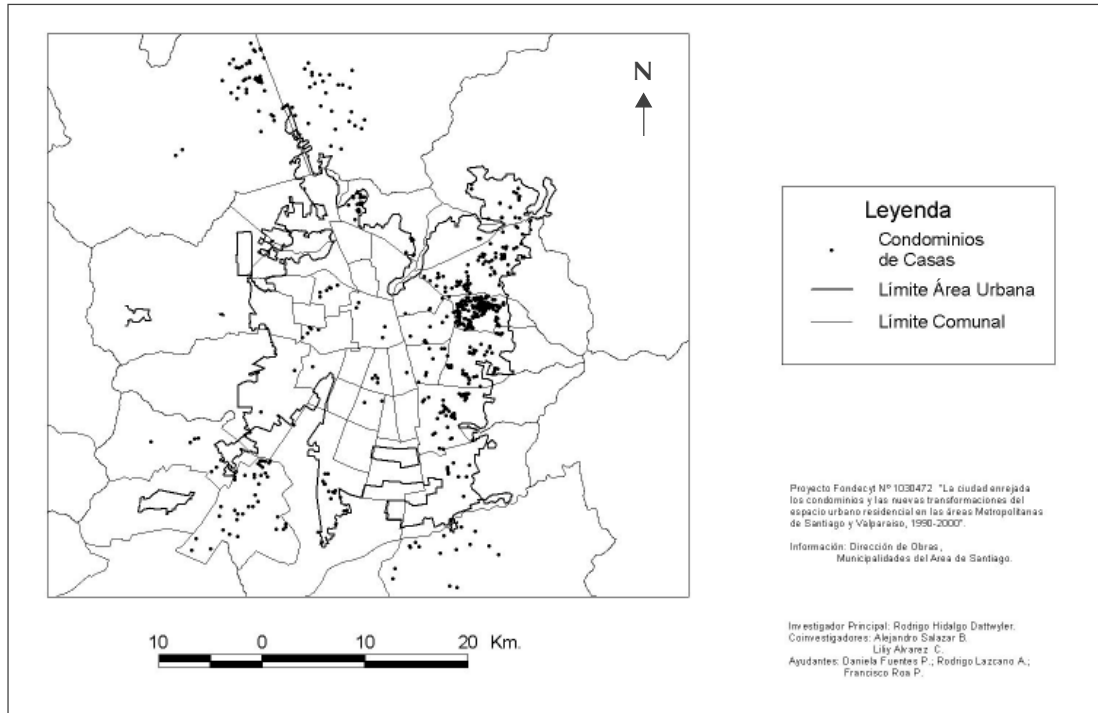 N
Leyenda
Condominios
de Casas
Límite Área Urbana
Límite Comunal
Proyecto Fondecyt Nº 1030472 "La ciudad enrejada
los condominios y las nuevas transformaciones del
espacio urbano residencial en las áreas Metropolitanas
de Santiago y Valparaiso, 1990-2000".
Información: Dirección de Obras,
Municipalidades del Area de Santiago.
10 0 10 20 Km.
Investigador Principal: Rodrigo Hidalgo Dattwyler.
Coinvestigadores: Alejandro Salazar B.
Liliy Alvarez C.
Ayudantes: Daniela Fuentes P.; Rodrigo Lazcano A.;
Francisco Roa P.